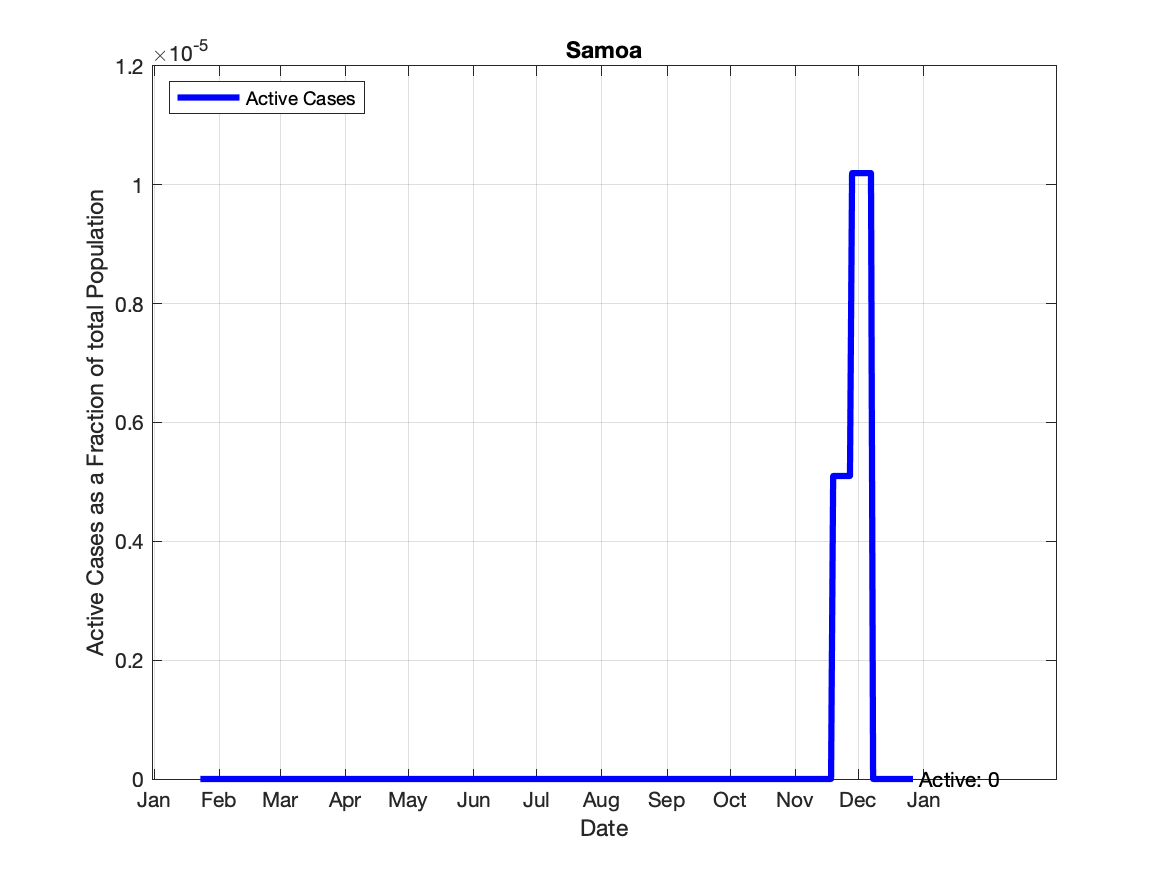 Samoa
×10-5
Active Cases
1.2
1
0.8
0.6
0.4
0.2
0
Active Cases as a Fraction of total Population
Active: 0
Jan Feb Mar Apr May Jun Jul Aug Sep Oct Nov Dec Jan
Date